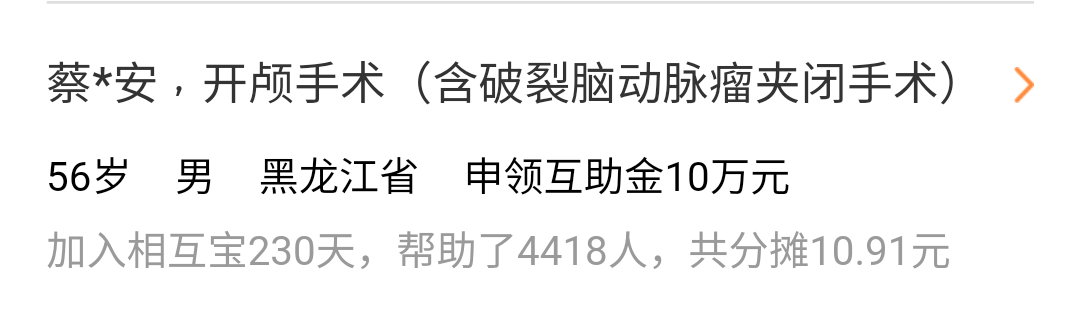 蔡*安，开颅手术（含破裂脑动脉瘤夹闭手术）
56岁 男 黑龙江省 申领互助金10万元
加入相互宝230天，帮助了4418人，共分摊10.91元